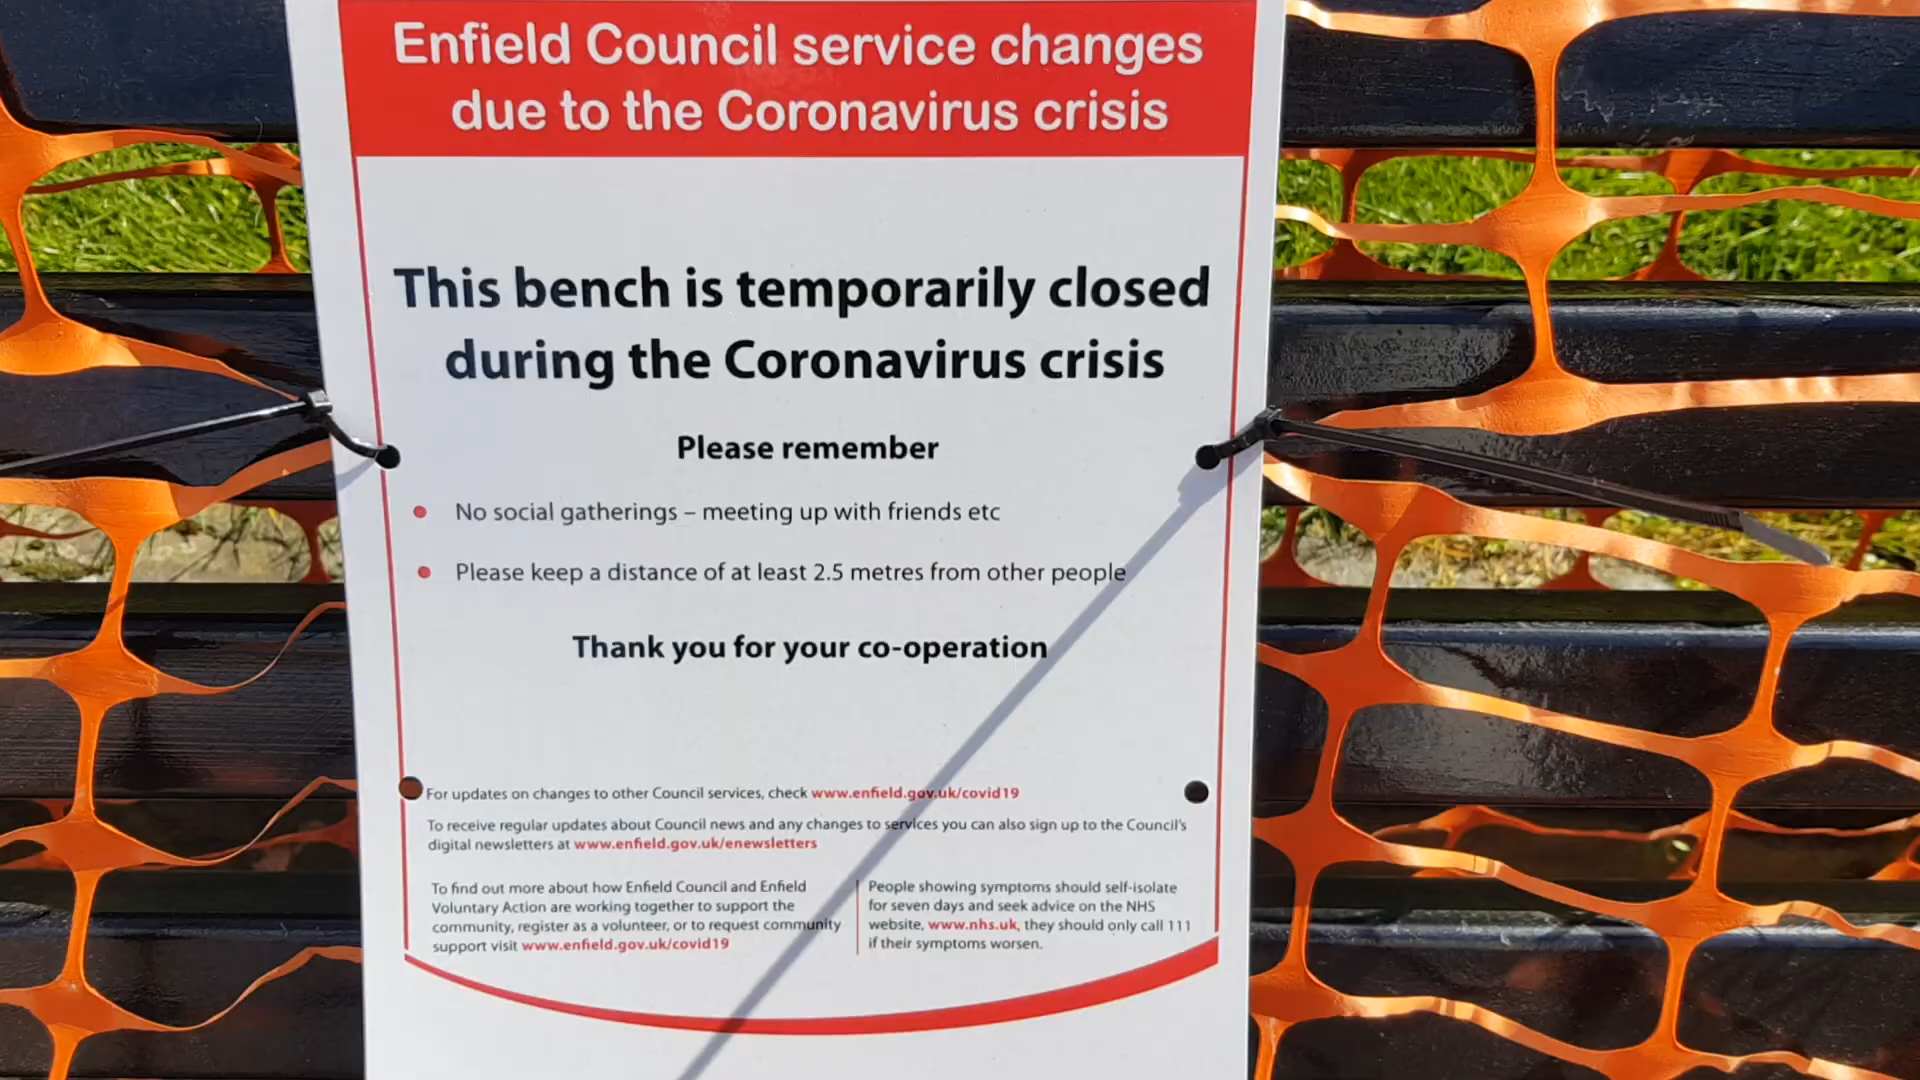 Enfield Council service changes
due to the Coronavirus crisis
This bench is temporarily closed
during the Coronavirus crisis
Please remember
• No social gatherings – meeting up with friends etc
• Please keep a distance of at least 2.5 metres from other people
Thank you for your co-operation
For updates on changes to other Council services, check www.enfield.gov.uk/covid19
To receive regular updates about Council news and any changes to services you can also sign up to the Council's
digital newsletters at www.enfield.gov.uk/enewsletters
To find out more about how Enfield Council and Enfield
Voluntary Action are working together to support the
community, register as a volunteer, or to request community
support visit www.enfield.gov.uk/covid19
People showing symptoms should self-isolate
for seven days and seek advice on the NHS
website, www.nhs.uk, they should only call 111
if their symptoms worsen.